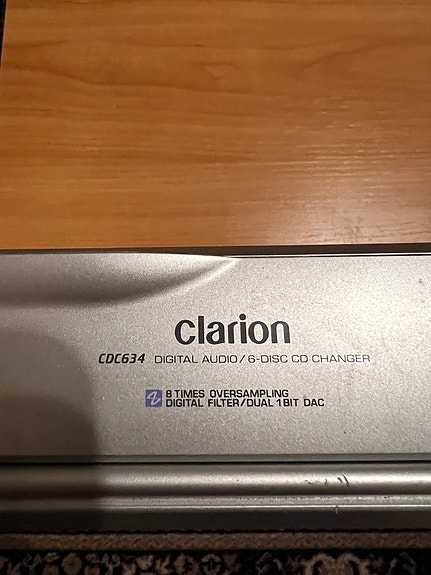 clarion
CDC634 DIGITAL AUDIO/6-DISC CD CHANGER
8 TIMES OVERSAMPLING
DIGITAL FILTER/DUAL 1BIT DAC